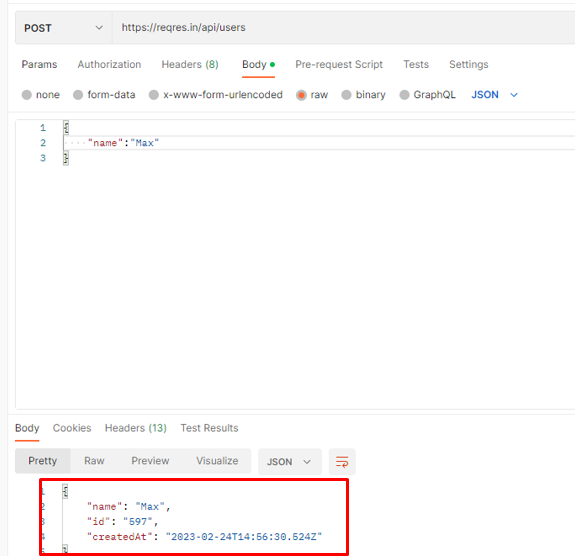 POST https://reqres.in/api/users
Params Authorization Headers (8) Body Pre-request Script Tests Settings
none form-data x-www-form-urlencoded raw binary GraphQL JSON
1 {
2 "name":"Max"
3 }
Body Cookies Headers (13) Test Results
Pretty Raw Preview Visualize JSON
1 {
2 "name": "Max",
3 "id": "597",
4 "createdAt": "2023-02-24T14:56:30.524Z"
}